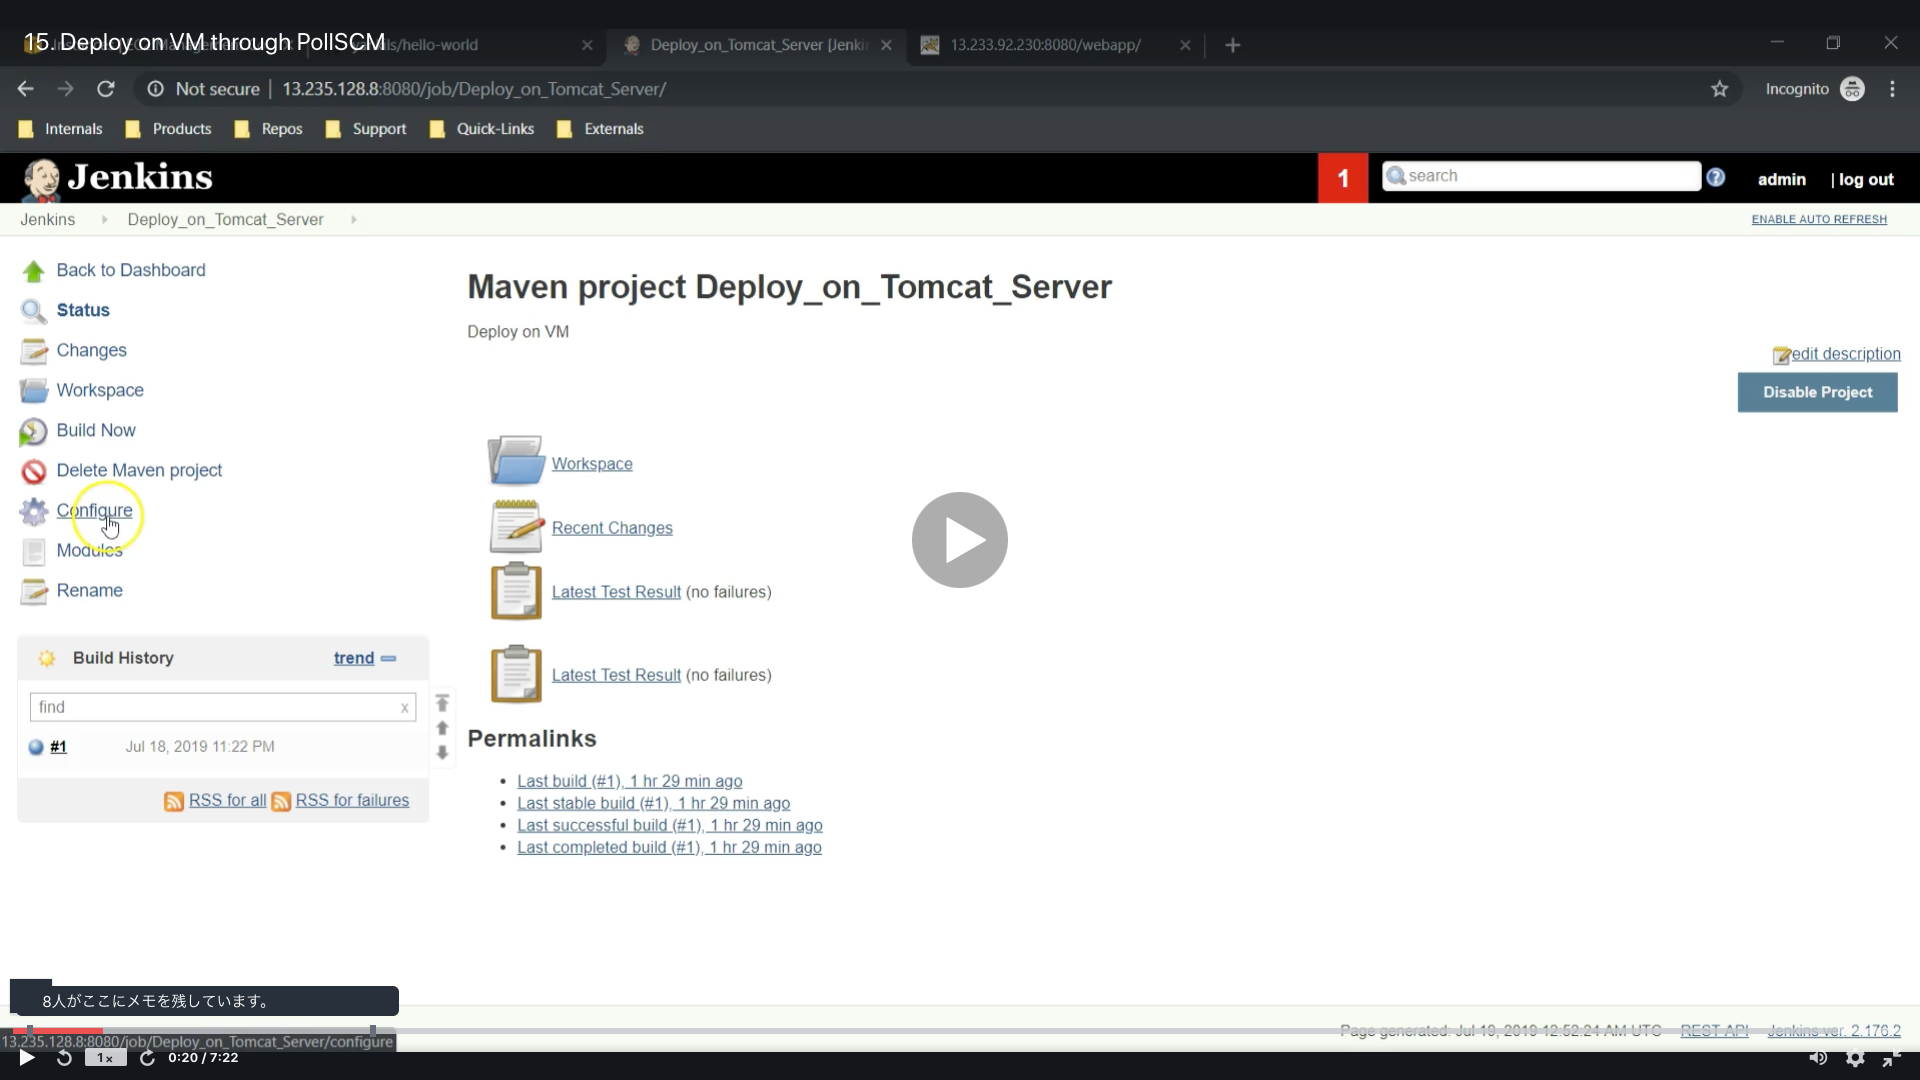 15. Deploy on VM through PollSCM
ls/hello-world
Deploy_on_Tomcat_Server [Jenki
13.233.92.230:8080/webapp/
Not secure | 13.235.128.8:8080/job/Deploy_on_Tomcat_Server/
Incognito
Internals
Products
Repos
Support
Quick-Links
Externals
Jenkins
1
search
admin
| log out
Jenkins
Deploy_on_Tomcat_Server
ENABLE AUTO REFRESH
Back to Dashboard
Status
Changes
Workspace
Build Now
Delete Maven project
Configure
Modules
Rename
Maven project Deploy_on_Tomcat_Server
Deploy on VM
edit description
Disable Project
Workspace
Recent Changes
Latest Test Result (no failures)
Latest Test Result (no failures)
Build History
trend
find
x
#1
Jul 18, 2019 11:22 PM
RSS for all
RSS for failures
Permalinks
Last build (#1), 1 hr 29 min ago
Last stable build (#1), 1 hr 29 min ago
Last successful build (#1), 1 hr 29 min ago
Last completed build (#1), 1 hr 29 min ago
8人がここにメモを残しています。
Page generated: Jul 19, 2019 12:52:24 AM UTC
REST API
Jenkins ver. 2.176.2
13.235.128.8:8080/job/Deploy_on_Tomcat_Server/configure
1x
0:20 / 7:22